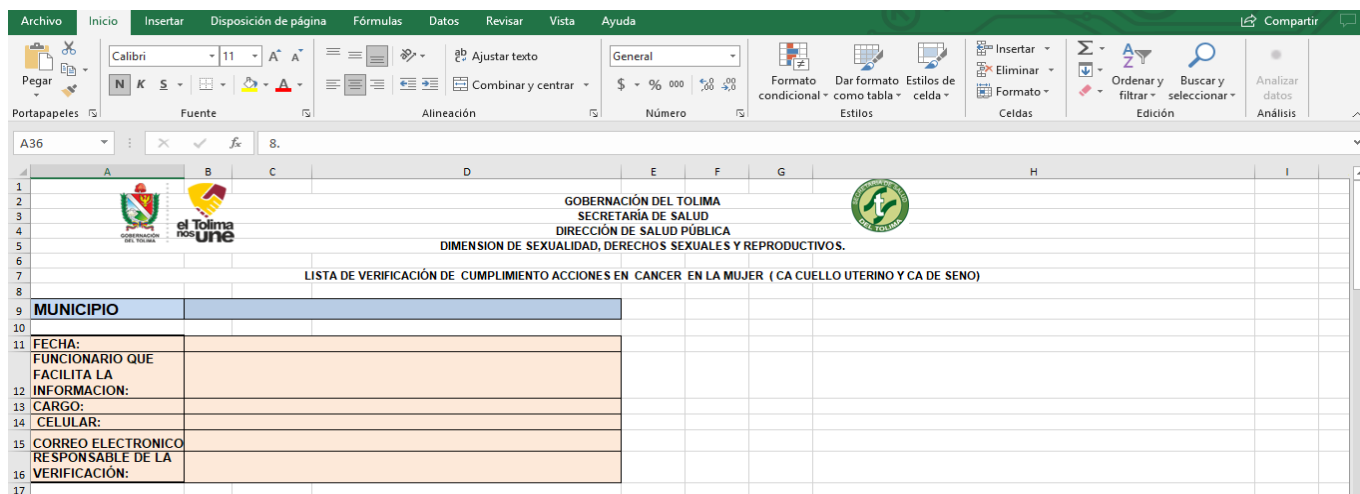 Archivo Inicio Insertar Disposición de página Fórmulas Datos Revisar Vista Ayuda Compartir
Pegar
Calibri 11 A A
N K S A
ab Ajustar texto
Combinar y centrar
General
$ % 000
Formato condicional
Dar formato como tabla
Estilos de celda
Insertar
Eliminar
Formato
Ordenar y filtrar
Buscar y seleccionar
Analizar datos
Portapapeles Fuente Alineación Número Estilos Celdas Edición Análisis
A36 fx 8.
A B C D E F G H I
1
2 GOBERNACIÓN DEL TOLIMA
3 SECRETARÍA DE SALUD
4 DIRECCIÓN DE SALUD PÚBLICA
5 DIMENSION DE SEXUALIDAD, DERECHOS SEXUALES Y REPRODUCTIVOS.
GOBERNACIÓN
DEL TOLIMA
el Tolima
nos une
DEL TOLIMA
6
7 LISTA DE VERIFICACIÓN DE CUMPLIMIENTO ACCIONES EN CANCER EN LA MUJER ( CA CUELLO UTERINO Y CA DE SENO)
8
9 MUNICIPIO
10
11 FECHA:
FUNCIONARIO QUE
FACILITA LA
12 INFORMACION:
13 CARGO:
14 CELULAR:
15 CORREO ELECTRONICO
RESPONSABLE DE LA
16 VERIFICACIÓN:
17